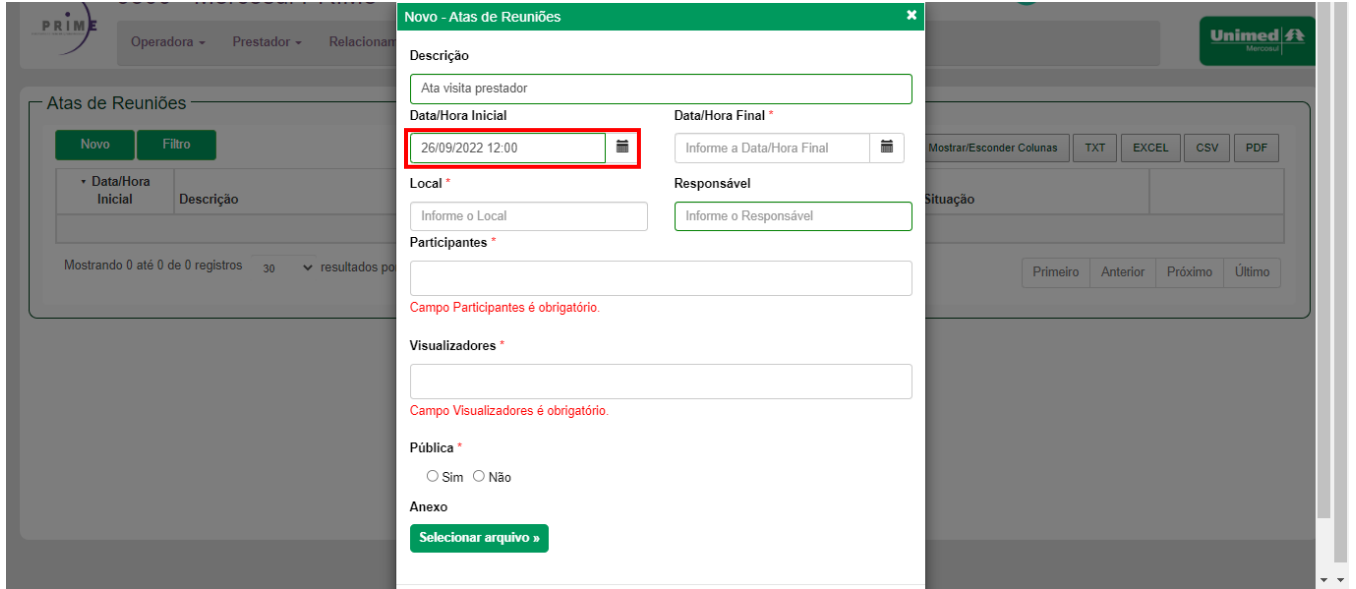 Novo - Atas de Reuniões
PRIME
Operadora Prestador Relacionam
Unimed
Mercosul
Descrição
Ata visita prestador
Atas de Reuniões
Data/Hora Inicial Data/Hora Final *
Novo Filtro
26/09/2022 12:00 Informe a Data/Hora Final
Mostrar/Esconder Colunas TXT EXCEL CSV PDF
Data/Hora
Inicial Descrição Situação
Local * Responsável
Informe o Local Informe o Responsável
Participantes *
Mostrando 0 até 0 de 0 registros 30 resultados po
Primeiro Anterior Próximo Último
Campo Participantes é obrigatório.
Visualizadores *
Campo Visualizadores é obrigatório.
Pública *
Sim Não
Anexo
Selecionar arquivo »